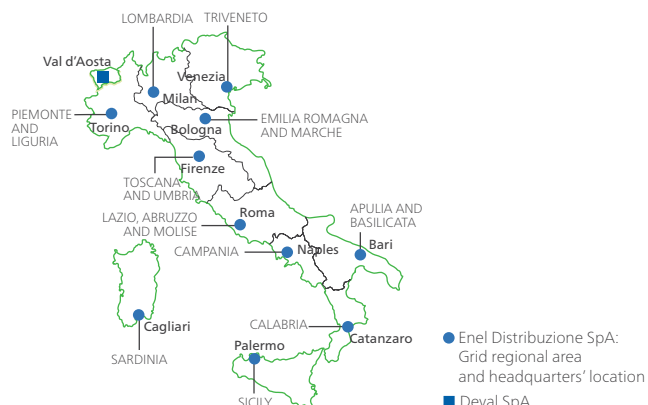 LOMBARDIA
TRIVENETO
Val d'Aosta
Venezia
Milan
PIEMONTE
AND
LIGURIA
Torino
Bologna
EMILIA ROMAGNA
AND MARCHE
Firenze
TOSCANA
AND UMBRIA
Roma
LAZIO, ABRUZZO
AND MOLISE
APULIA AND
BASILICATA
CAMPANIA
Naples
Bari
Cagliari
CALABRIA
Catanzaro
SARDINIA
Palermo
SICILY
Enel Distribuzione SpA:
Grid regional area
and headquarters' location
Deval SpA